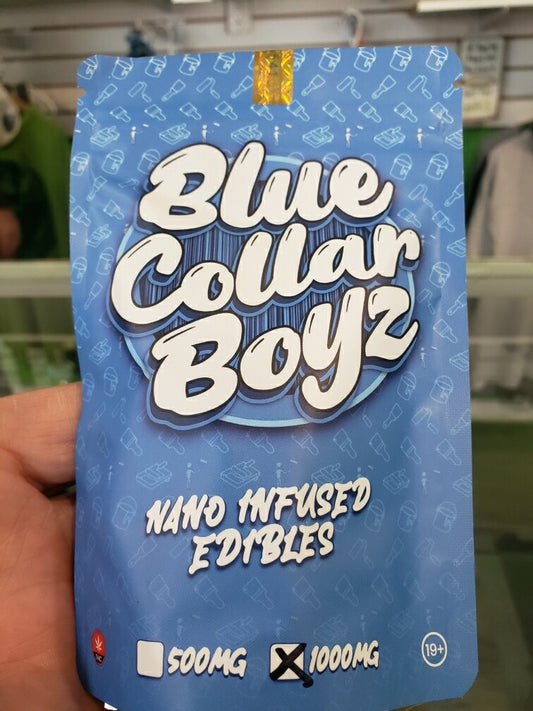 Blue
Collar
Boyz
NANO INFUSED
EDIBLES
500MG 1000MG
19+